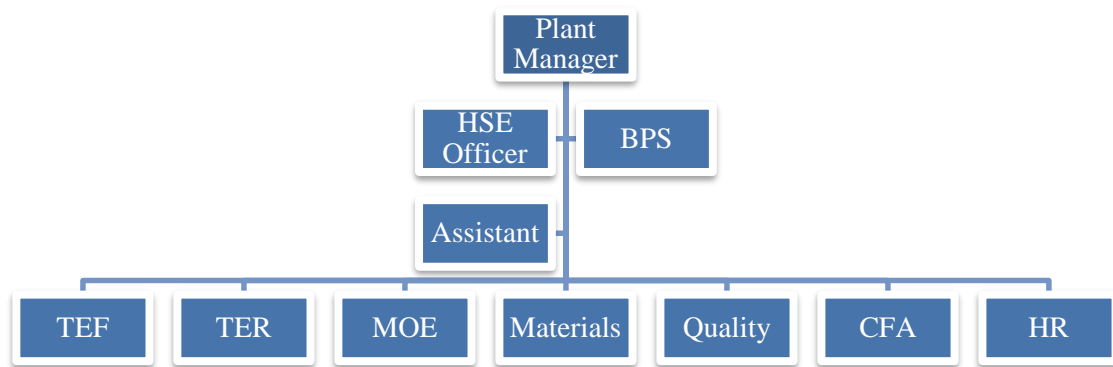 Plant
Manager
HSE
Officer
BPS
Assistant
TEF
TER
MOE
Materials
Quality
CFA
HR